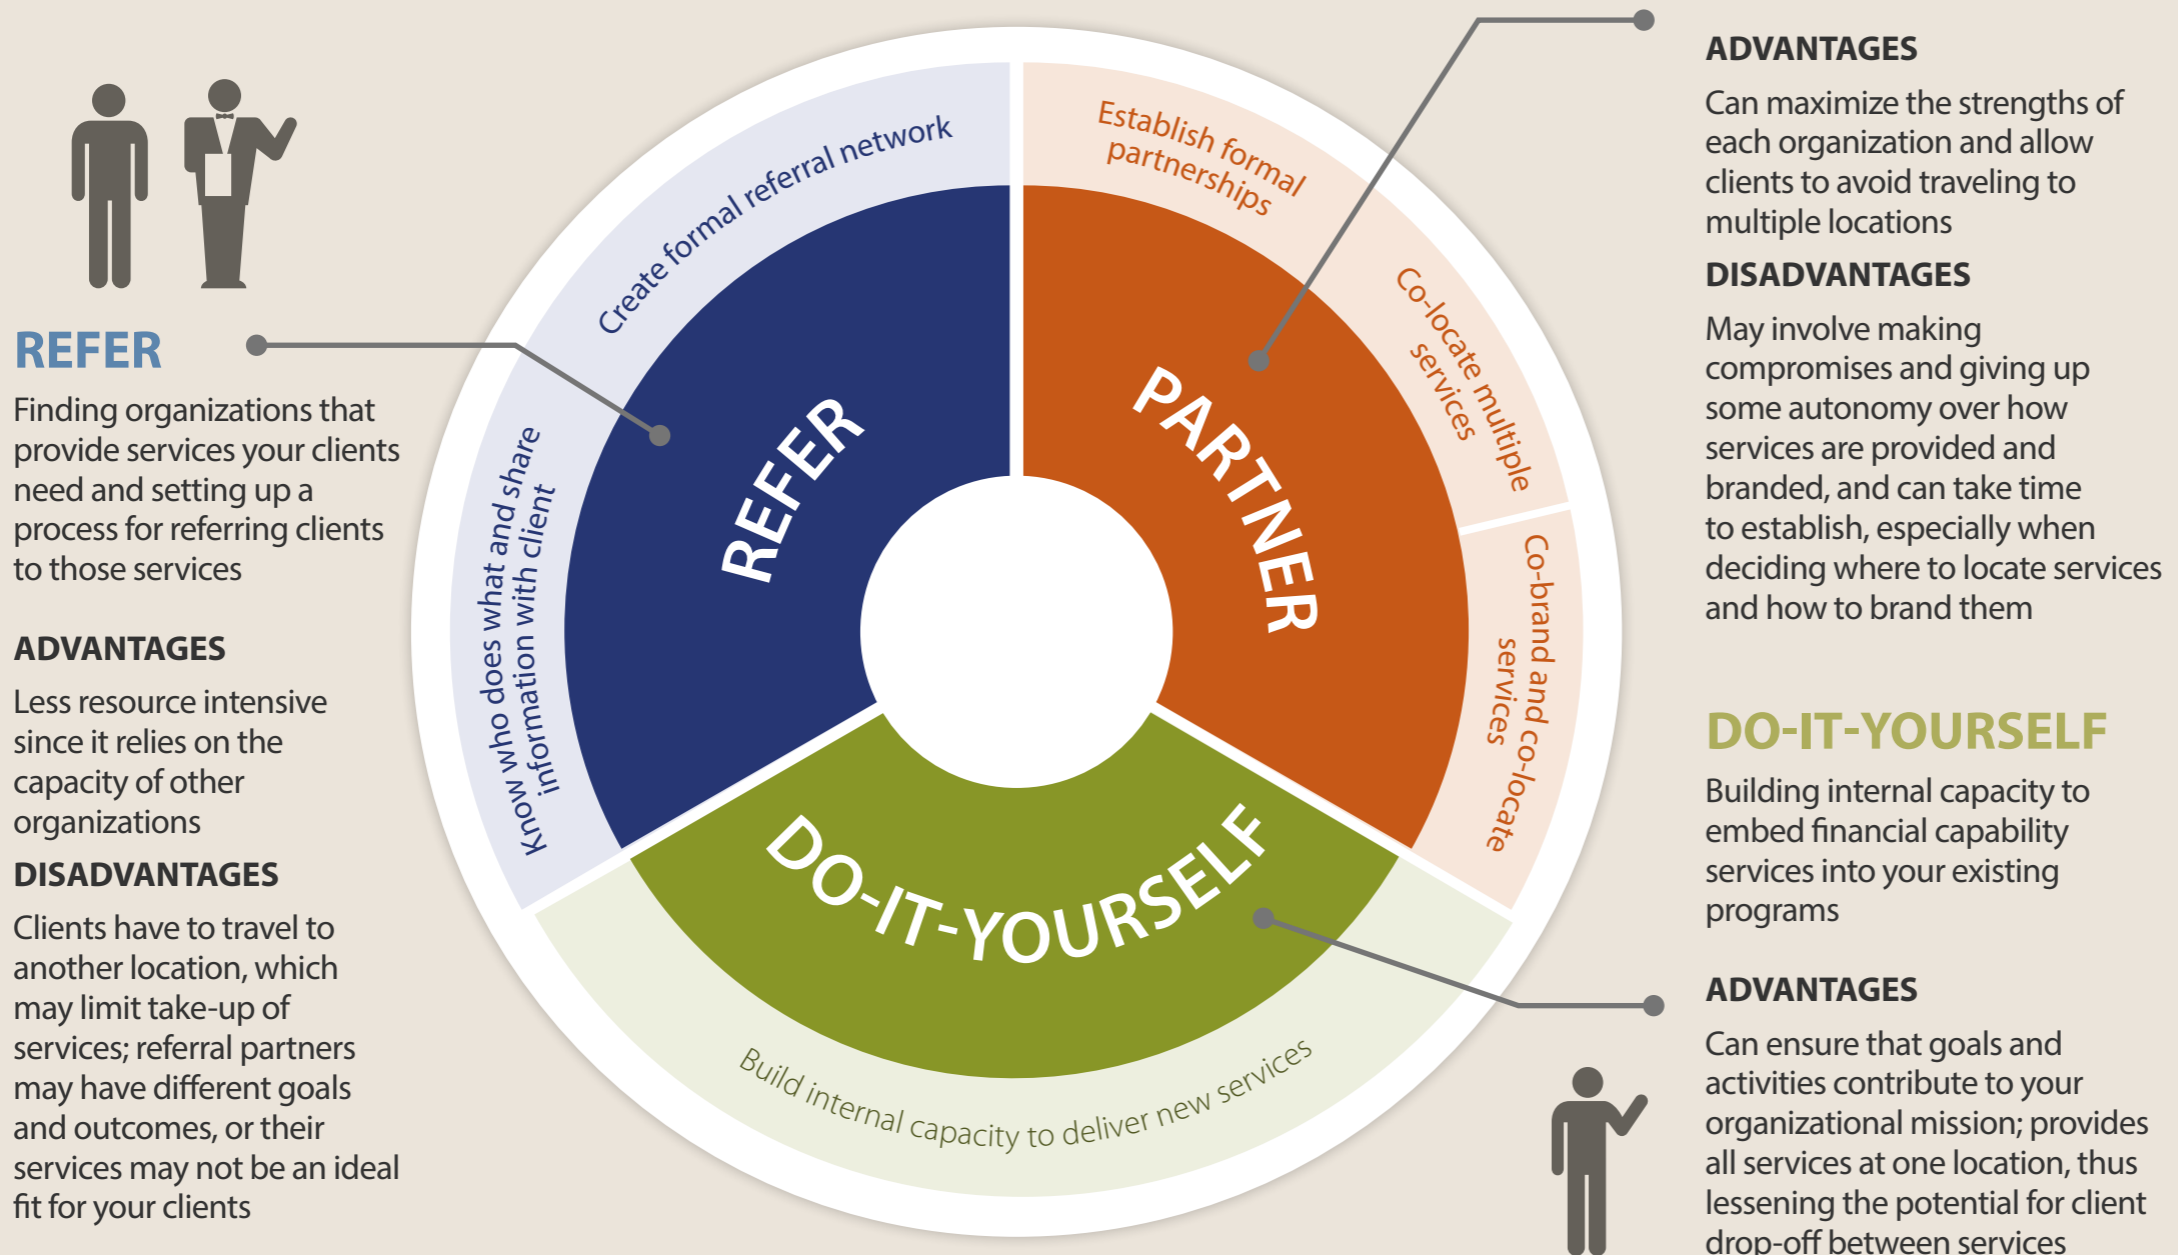 REFER
Finding organizations that
provide services your clients
need and setting up a
process for referring clients
to those services
ADVANTAGES
Less resource intensive
since it relies on the
capacity of other
organizations
DISADVANTAGES
Clients have to travel to
another location, which
may limit take-up of
services; referral partners
may have different goals
and outcomes, or their
services may not be an ideal
fit for your clients
Create formal referral network
Know who does what and share
information with client
REFER
Establish formal
partnerships
Co-locate multiple
services
Co-brand and co-locate
services
PARTNER
DO-IT-YOURSELF
Build internal capacity to deliver new services
ADVANTAGES
Can maximize the strengths of
each organization and allow
clients to avoid traveling to
multiple locations
DISADVANTAGES
May involve making
compromises and giving up
some autonomy over how
services are provided and
branded, and can take time
to establish, especially when
deciding where to locate services
and how to brand them
DO-IT-YOURSELF
Building internal capacity to
embed financial capability
services into your existing
programs
ADVANTAGES
Can ensure that goals and
activities contribute to your
organizational mission; provides
all services at one location, thus
lessening the potential for client
drop-off between services